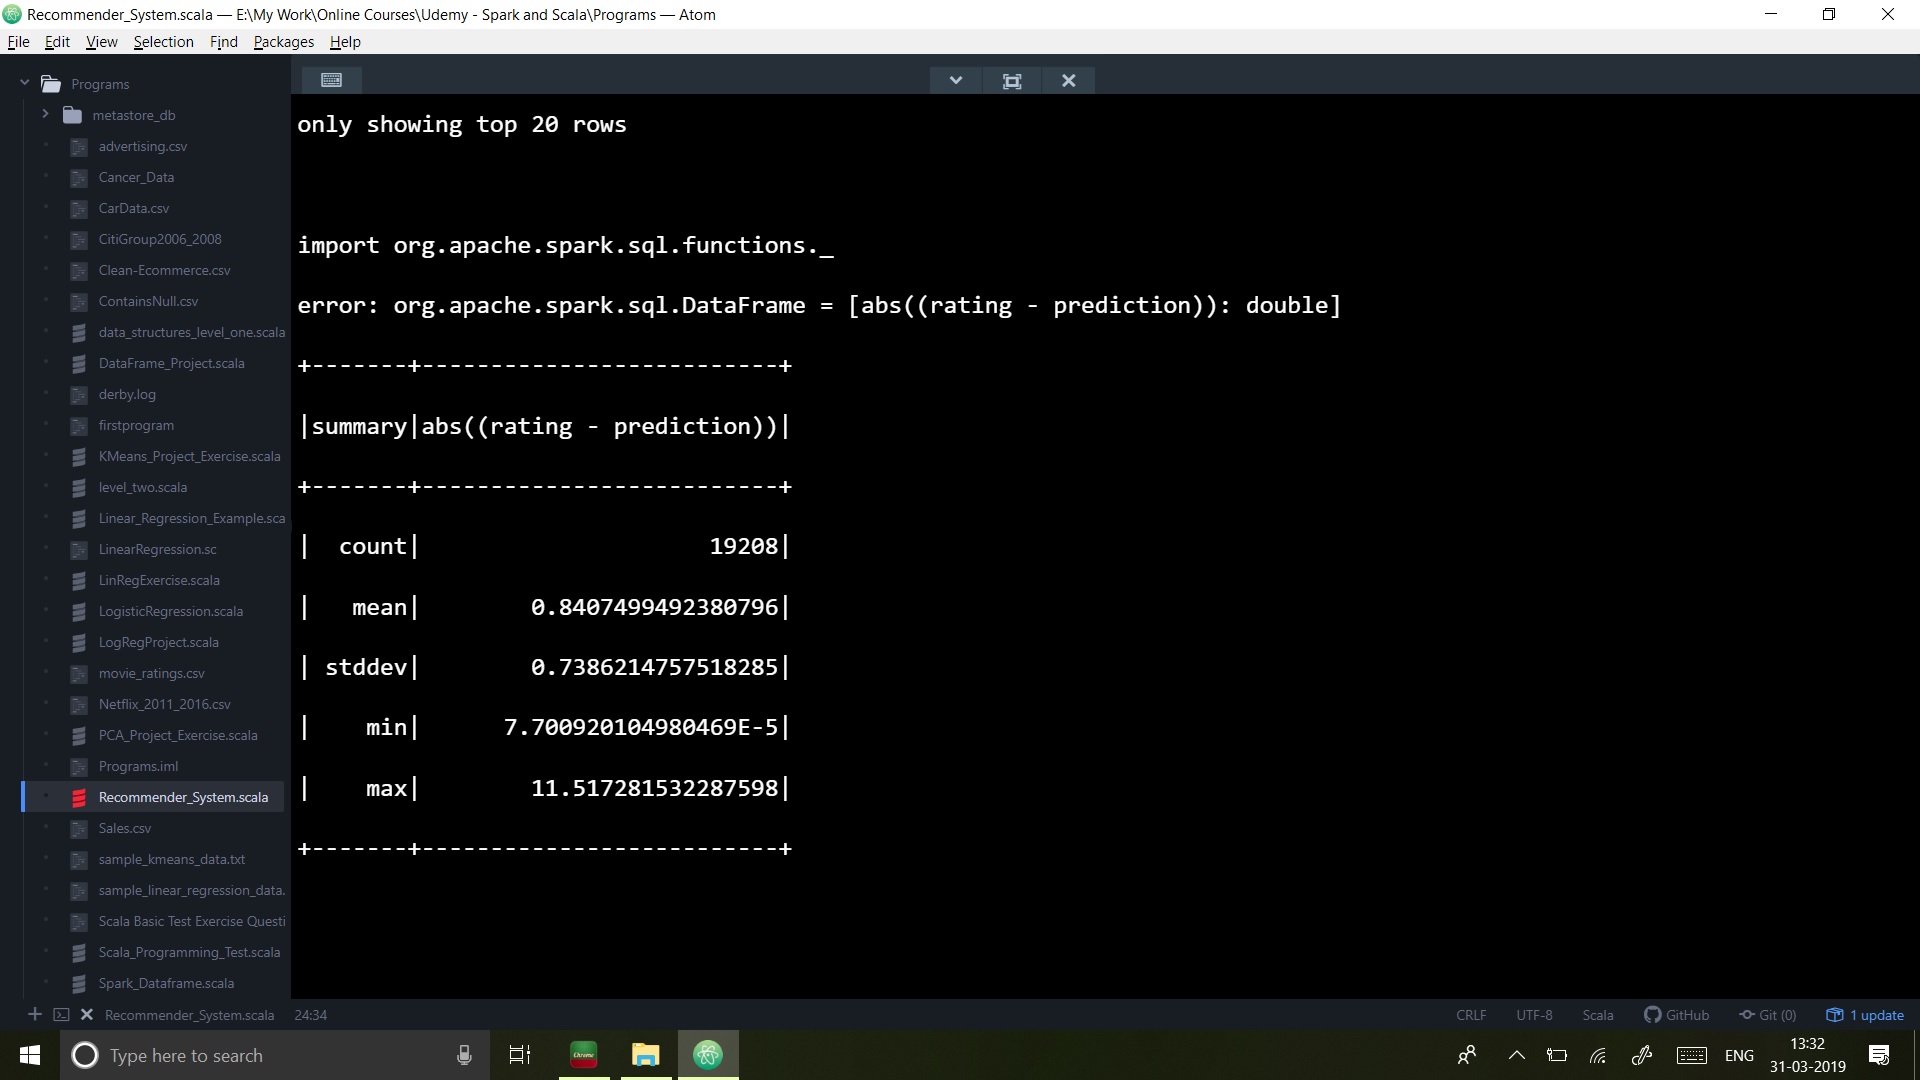 Recommender_System.scala — E:\My Work\Online Courses\Udemy - Spark and Scala\Programs — Atom
File Edit View Selection Find Packages Help
Programs
metastore_db
advertising.csv
Cancer_Data
CarData.csv
CitiGroup2006_2008
Clean-Ecommerce.csv
ContainsNull.csv
data_structures_level_one.scala
DataFrame_Project.scala
derby.log
firstprogram
KMeans_Project_Exercise.scala
level_two.scala
Linear_Regression_Example.sca
LinearRegression.sc
LinRegExercise.scala
LogisticRegression.scala
LogRegProject.scala
movie_ratings.csv
Netflix_2011_2016.csv
PCA_Project_Exercise.scala
Programs.iml
Recommender_System.scala
Sales.csv
sample_kmeans_data.txt
sample_linear_regression_data.
Scala Basic Test Exercise Questi
Scala_Programming_Test.scala
Spark_Dataframe.scala
only showing top 20 rows
import org.apache.spark.sql.functions._
error: org.apache.spark.sql.DataFrame = [abs((rating - prediction)): double]
+-------+--------------------------+
|summary|abs((rating - prediction))|
+-------+--------------------------+
|  count|                     19208|
|   mean|        0.8407499492380796|
| stddev|        0.7386214757518285|
|    min|      7.700920104980469E-5|
|    max|        11.517281532287598|
+-------+--------------------------+
Recommender_System.scala 24:34 CRLF UTF-8 Scala GitHub Git (0) 1 update
Type here to search
Chrome
ENG
13:32
31-03-2019